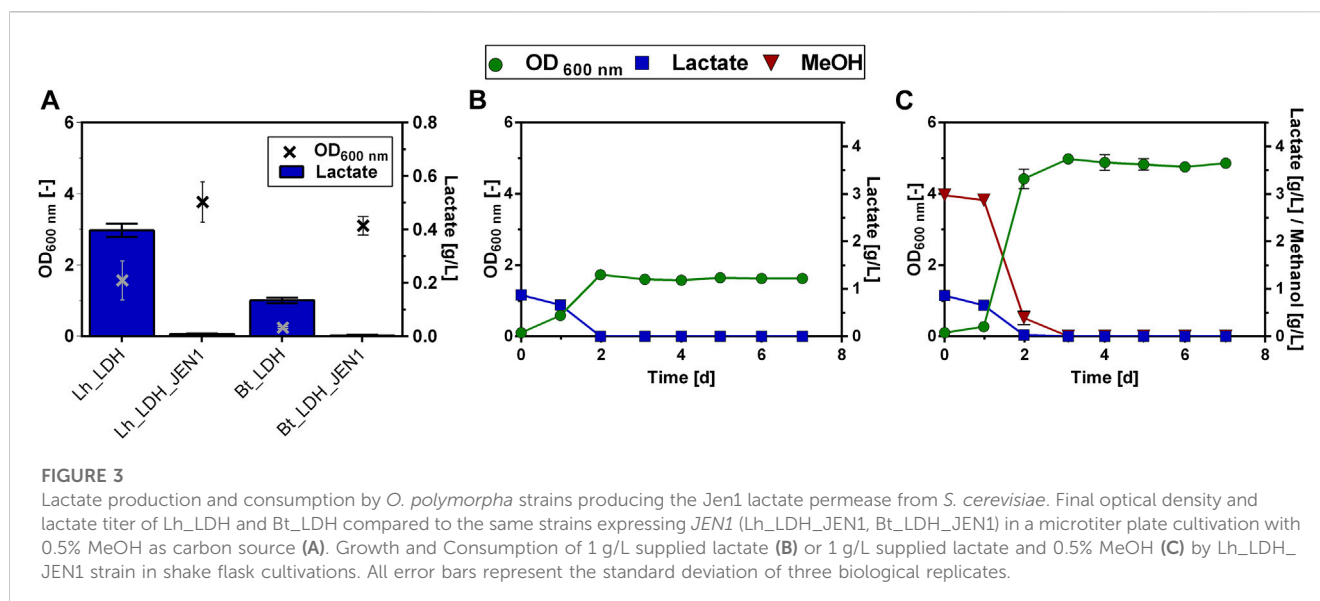 OD 600 nm Lactate MeOH
A
B
C
6
4
2
0
OD600 nm [-]
0.8
0.6
0.4
0.2
0.0
Lactate [g/L]
OD600 nm
Lactate
Lh_LDH
Lh_LDH_JEN1
Bt_LDH
Bt_LDH_JEN1
6
4
2
0
OD600 nm [-]
4
3
2
1
0
Lactate [g/L]
0 2 4 6 8
Time [d]
6
4
2
0
OD600 nm[-]
4
3
2
1
0
Lactate [g/L] / Methanol [g/L]
0 2 4 6 8
Time [d]
FIGURE 3
Lactate production and consumption by O. polymorpha strains producing the Jen1 lactate permease from S. cerevisiae. Final optical density and
lactate titer of Lh_LDH and Bt_LDH compared to the same strains expressing JEN1 (Lh_LDH_JEN1, Bt_LDH_JEN1) in a microtiter plate cultivation with
0.5% MeOH as carbon source (A). Growth and Consumption of 1 g/L supplied lactate (B) or 1 g/L supplied lactate and 0.5% MeOH (C) by Lh_LDH_
JEN1 strain in shake flask cultivations. All error bars represent the standard deviation of three biological replicates.